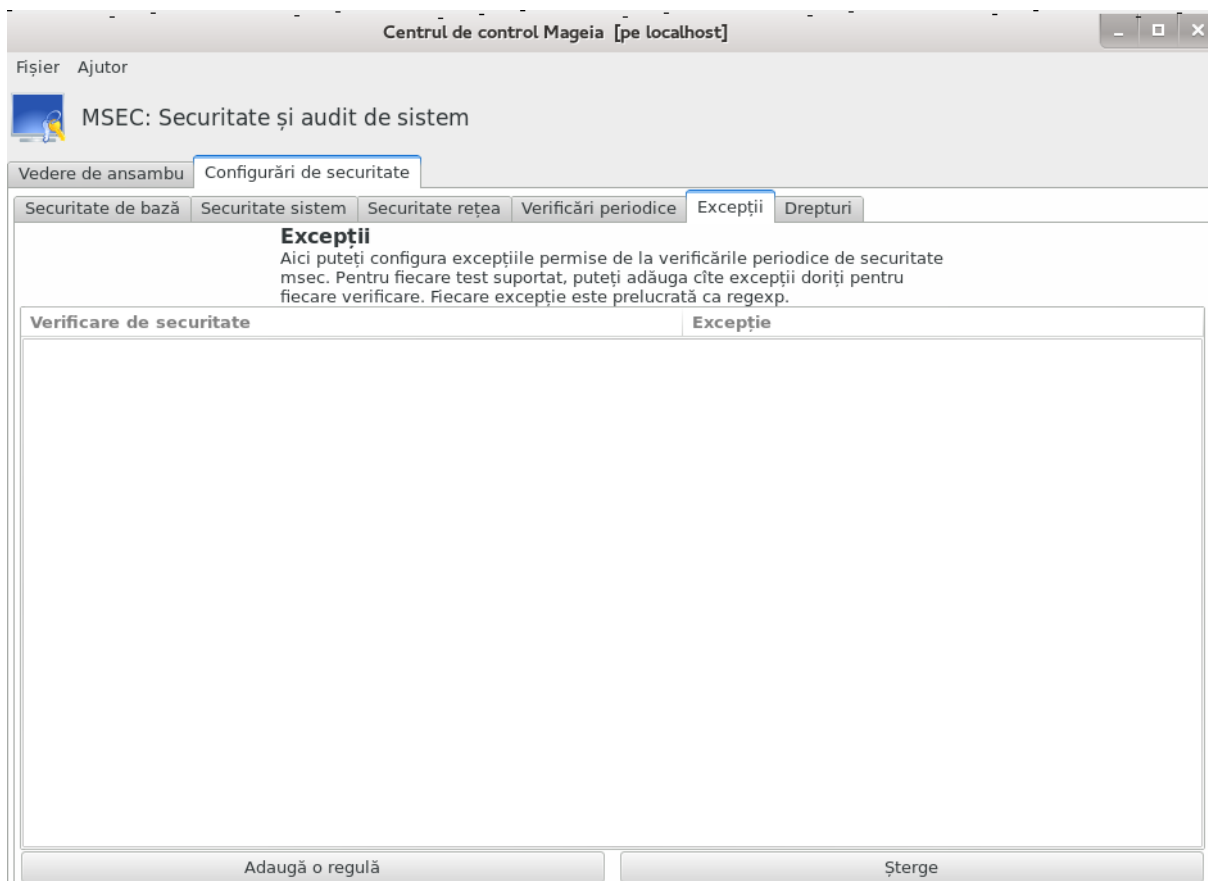 Centrul de control Mageia [pe localhost]
Fișier Ajutor
MSEC: Securitate și audit de sistem
Vedere de ansambu Configurări de securitate
Securitate de bază Securitate sistem Securitate rețea Verificări periodice Excepții Drepturi
Excepții
Aici puteți configura excepțiile permise de la verificările periodice de securitate
msec. Pentru fiecare test suportat, puteți adăuga cîte excepții doriți pentru
fiecare verificare. Fiecare excepție este prelucrată ca regexp.
Verificare de securitate Excepție
Adaugă o regulă Șterge